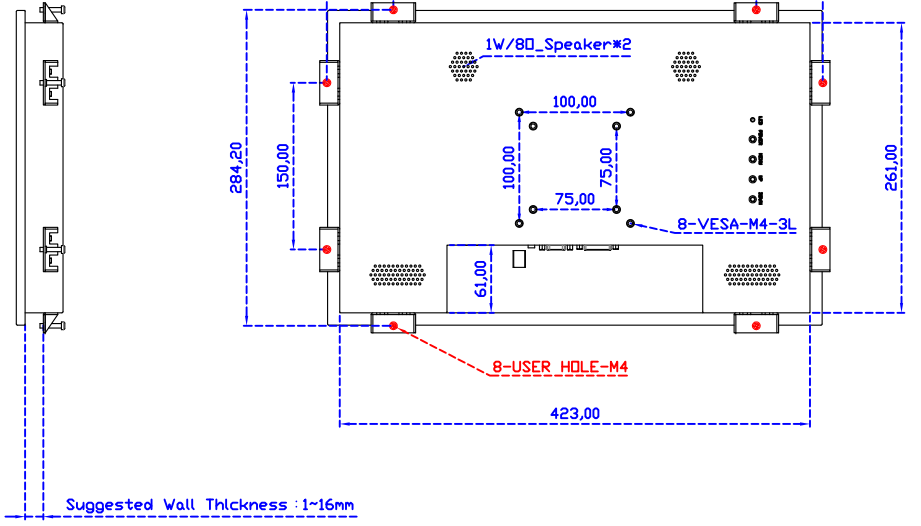 1W/8Ω_Speaker*2
100,00
284,20
150,00
100,00
75,00
261,00
75,00
8-VESA-M4-3L
61,00
8-USER HOLE-M4
423,00
Suggested Wall Thickness : 1~16mm